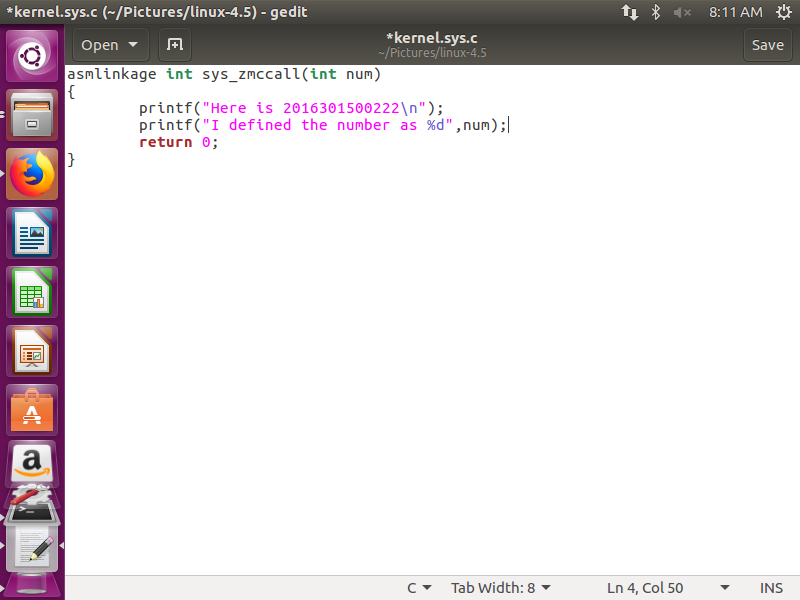 *kernel.sys.c (~/Pictures/linux-4.5) - gedit
8:11 AM
Open
*kernel.sys.c
~/Pictures/linux-4.5
Save
asmlinkage int sys_zmccall(int num)
{
        printf("Here is 2016301500222\n");
        printf("I defined the number as %d",num);
        return 0;
}
C
Tab Width: 8
Ln 4, Col 50
INS